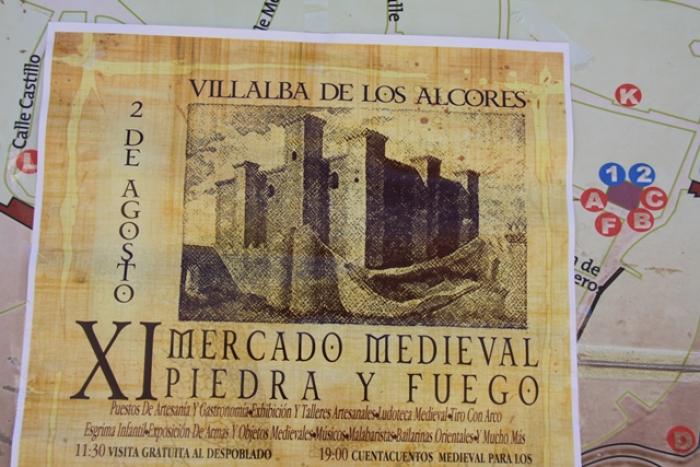 Calle Castillo
VILLALBA DE LOS ALCORES
2 DE AGOSTO
XI MERCADO MEDIEVAL
PIEDRA Y FUEGO
Puestos De Artesanía Y Gastronomía•Exhibición Y Talleres Artesanales•Ludoteca Medieval•Tiro Con Arco
Esgrima Infantil•Exposición De Armas Y Objetos Medievales•Músicos•Malabaristas•Bailarinas Orientales Y Mucho Más
11:30 VISITA GRATUITA AL DESPOBLADO
19:00 CUENTACUENTOS MEDIEVAL PARA LOS
K
1 2
A C
F B
n de
ero
D